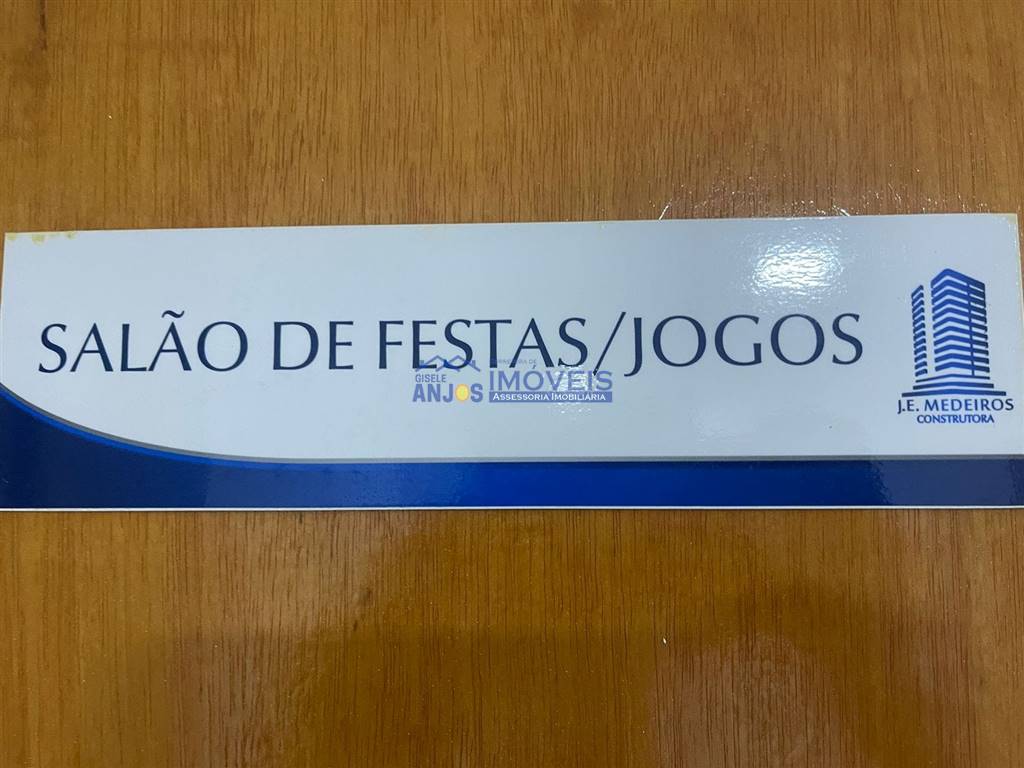 SALÃO DE FESTAS/JOGOS
GISELE
ANJOS
IMÓVEIS
ASSESSORIA IMOBILIÁRIA
J.E. MEDEIROS
CONSTRUTORA